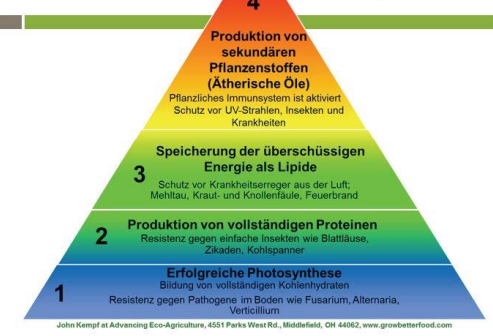 4
Produktion von
sekundären
Pflanzenstoffen
(Ätherische Öle)
Pflanzliches Immunsystem ist aktiviert
Schutz vor UV-Strahlen, Insekten und
Krankheiten
3
Speicherung der überschüssigen
Energie als Lipide
Schutz vor Krankheitserreger aus der Luft;
Mehltau, Kraut- und Knollenfäule, Feuerbrand
2
Produktion von vollständigen Proteinen
Resistenz gegen einfache Insekten wie Blattläuse,
Zikaden, Kohlspanner
1
Erfolgreiche Photosynthese
Bildung von vollständigen Kohlenhydraten
Resistenz gegen Pathogene im Boden wie Fusarium, Alternaria,
Verticillium
John Kempf at Advancing Eco-Agriculture, 4551 Parks West Rd., Middlefield, OH 44062, www.growbetterfood.com